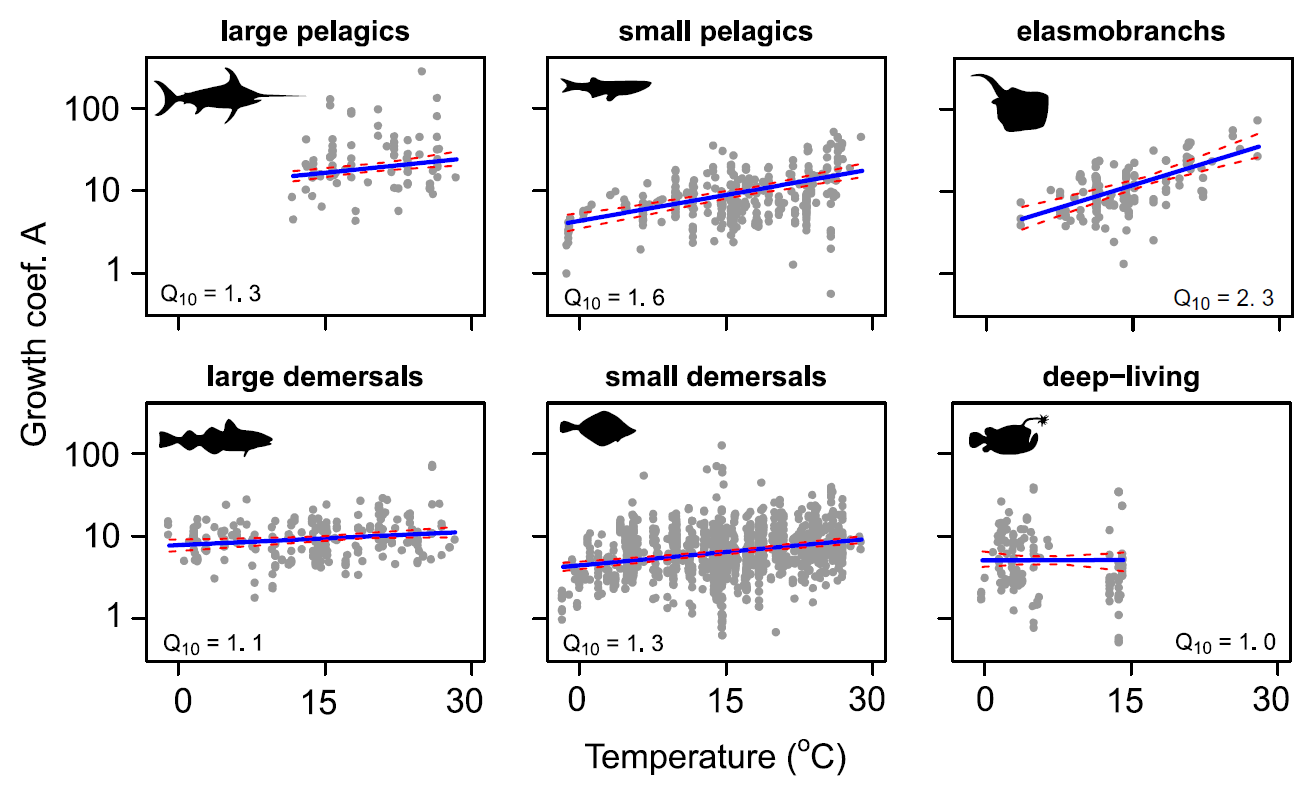 large pelagics
small pelagics
elasmobranchs
Growth coef. A
100
10
1
Q10 = 1. 3
Q10 = 1. 6
Q10 = 2. 3
large demersals
small demersals
deep−living
100
10
1
Q10 = 1. 1
Q10 = 1. 3
Q10 = 1. 0
0 15 30
0 15 30
0 15 30
Temperature (oC)